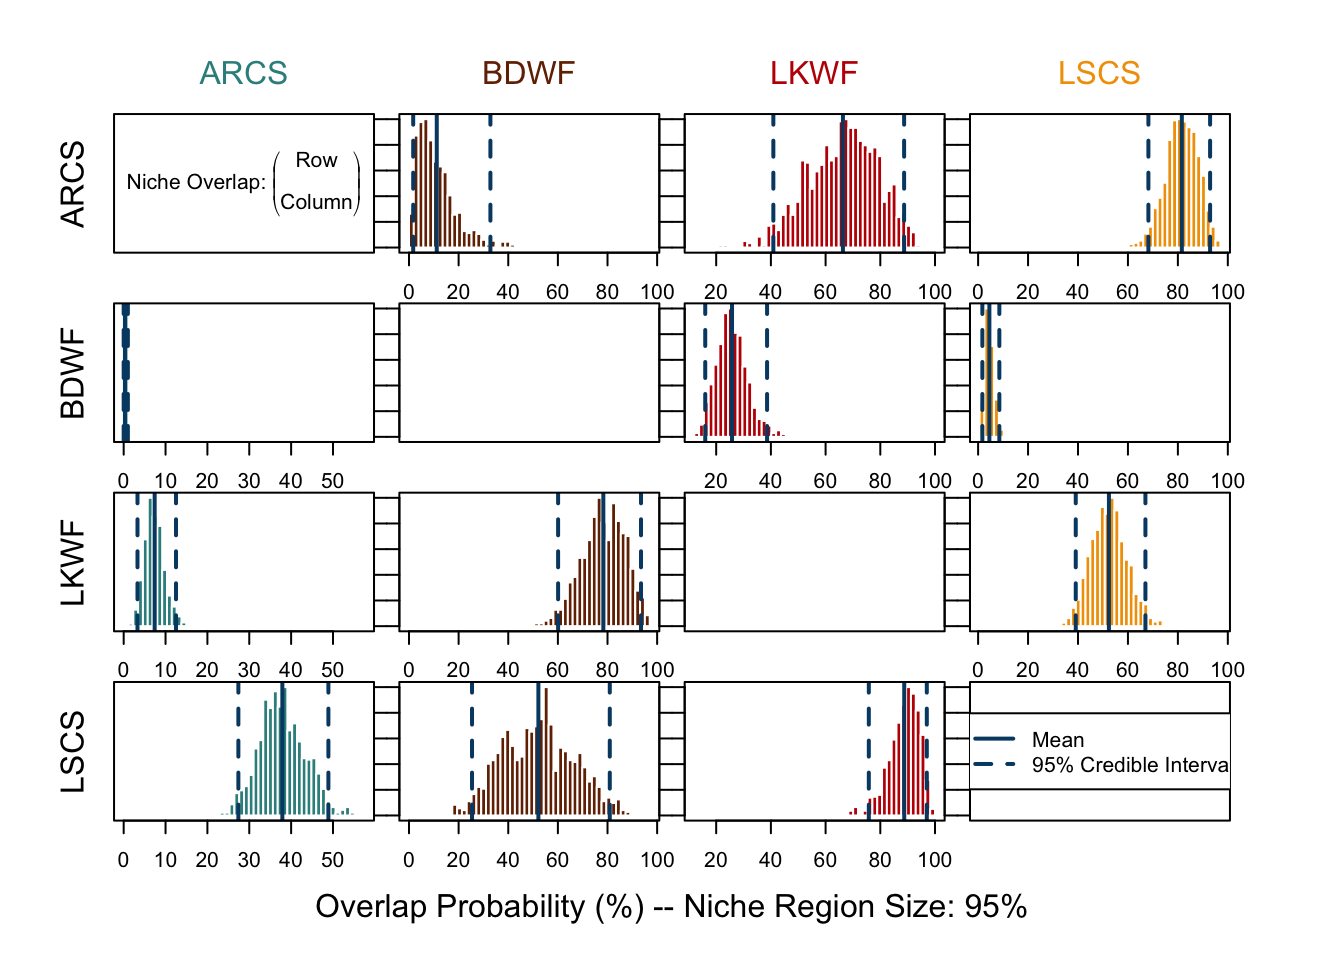 ARCS BDWF LKWF LSCS
ARCS
Niche Overlap: (Row
Column)
0 20 40 60 80 100 20 40 60 80 100 0 20 40 60 80 100
BDWF
0 10 20 30 40 50 20 40 60 80 100 0 20 40 60 80 100
LKWF
0 10 20 30 40 50 0 20 40 60 80 100 0 20 40 60 80 100
LSCS
Mean
95% Credible Interva
0 10 20 30 40 50 0 20 40 60 80 100 20 40 60 80 100
Overlap Probability (%) -- Niche Region Size: 95%